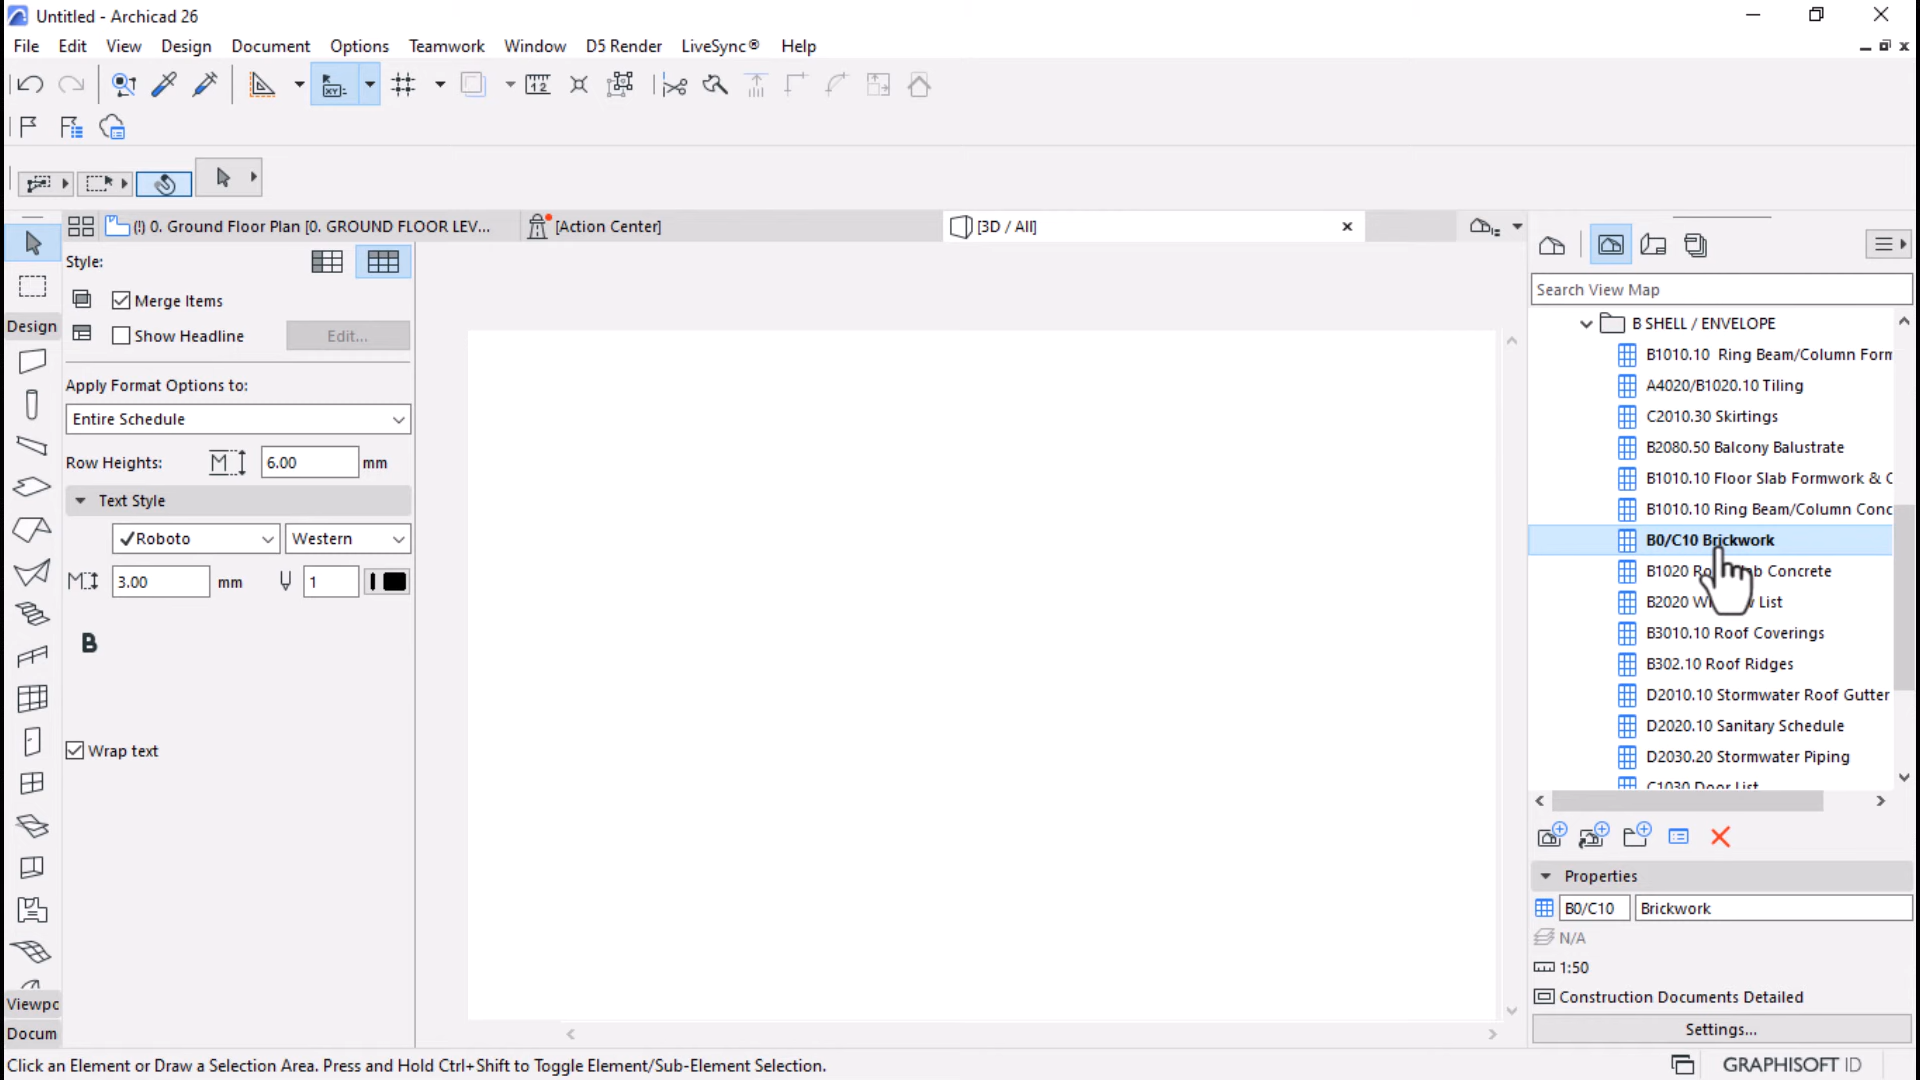 Untitled - Archicad 26
File Edit View Design Document Options Teamwork Window D5 Render LiveSync® Help
(!) 0. Ground Floor Plan [0. GROUND FLOOR LEV...
[Action Center]
[3D / All]
Style:
Merge Items
Show Headline
Edit...
Apply Format Options to:
Entire Schedule
Row Heights:
6.00
mm
Text Style
Roboto
Western
3.00
mm
1
B
Wrap text
Design
Viewpc
Docum
Search View Map
B SHELL / ENVELOPE
B1010.10 Ring Beam/Column Form
A4020/B1020.10 Tiling
C2010.30 Skirtings
B2080.50 Balcony Balustrate
B1010.10 Floor Slab Formwork & C
B1010.10 Ring Beam/Column Conc
B0/C10 Brickwork
B1020 Concrete
B2020 List
B3010.10 Roof Coverings
B302.10 Roof Ridges
D2010.10 Stormwater Roof Gutter
D2020.10 Sanitary Schedule
D2030.20 Stormwater Piping
C1030 Door List
Properties
B0/C10
Brickwork
N/A
1:50
Construction Documents Detailed
Settings...
Click an Element or Draw a Selection Area. Press and Hold Ctrl+Shift to Toggle Element/Sub-Element Selection.
GRAPHISOFT ID